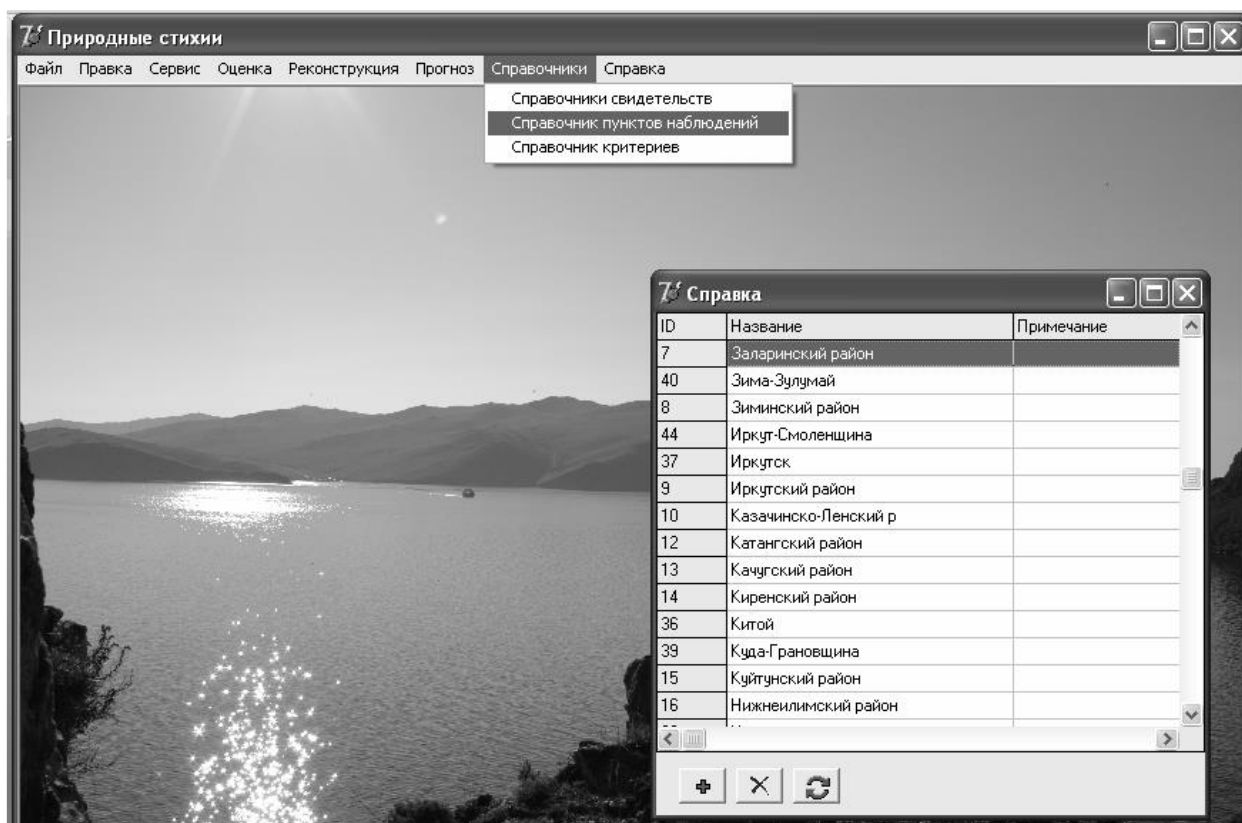 Природные стихии
Файл Правка Сервис Оценка Реконструкция Прогноз Справочники Справка
Справочники свидетельств
Справочник пунктов наблюдений
Справочник критериев
Справка
ID Название Примечание
7 Заларинский район
40 Зима-Зулумай
8 Зиминский район
44 Иркут-Смоленщина
37 Иркутск
9 Иркутский район
10 Казачинско-Ленский р
12 Катангский район
13 Качугский район
14 Киренский район
36 Китой
39 Куда-Грановщина
15 Куйтунский район
16 Нижнеилимский район